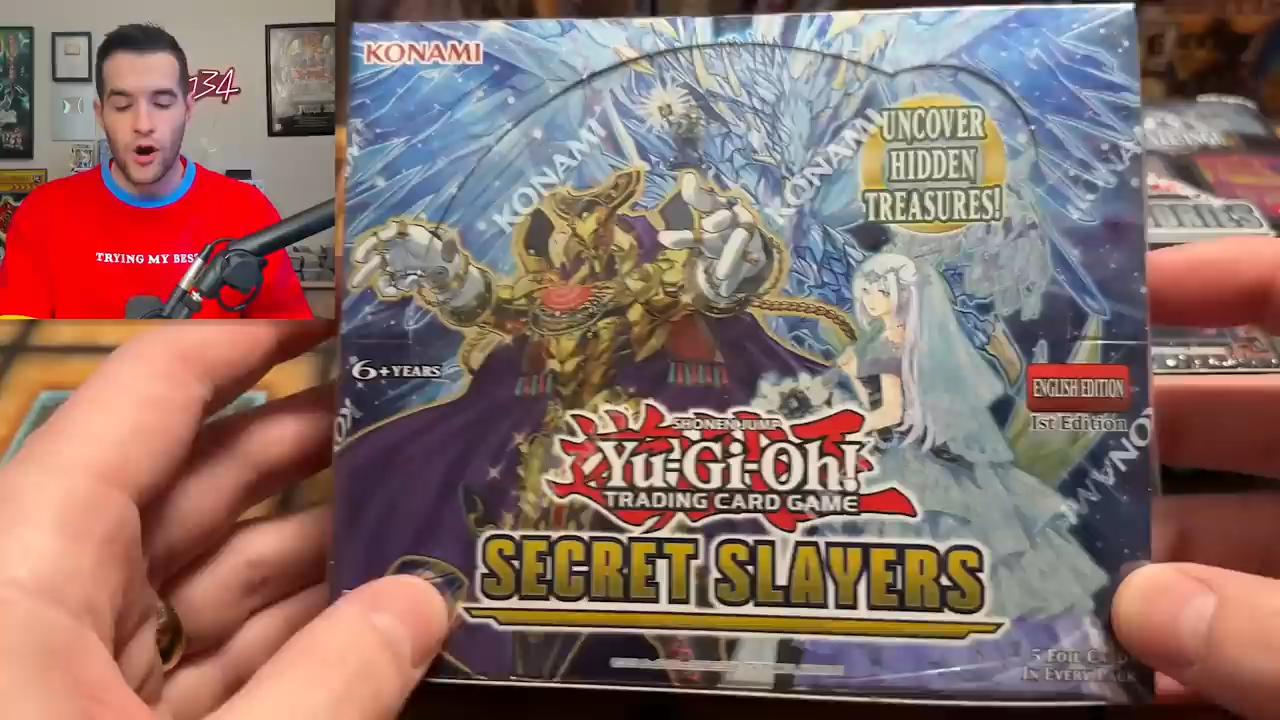 134
TRYING MY BEST
KONAMI
KONAMI
KONAMI
UNCOVER
HIDDEN
TREASURES!
6+YEARS
ENGLISH EDITION
1st Edition
SHONEN JUMP
Yu-Gi-Oh!
TRADING CARD GAME
SECRET SLAYERS
5 FOIL CARDS
IN EVERY PACK